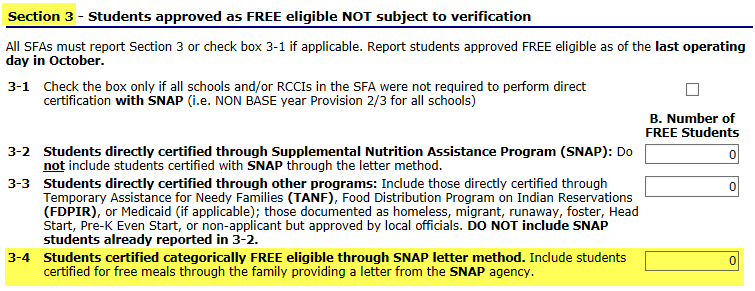 Section 3 - Students approved as FREE eligible NOT subject to verification
All SFAs must report Section 3 or check box 3-1 if applicable. Report students approved FREE eligible as of the last operating
day in October.
3-1 Check the box only if all schools and/or RCCIs in the SFA were not required to perform direct
certification with SNAP (i.e. NON BASE year Provision 2/3 for all schools)
B. Number of
FREE Students
3-2 Students directly certified through Supplemental Nutrition Assistance Program (SNAP): Do 0
not include students certified with SNAP through the letter method.
3-3 Students directly certified through other programs: Include those directly certified through 0
Temporary Assistance for Needy Families (TANF), Food Distribution Program on Indian Reservations
(FDPIR), or Medicaid (if applicable); those documented as homeless, migrant, runaway, foster, Head
Start, Pre-K Even Start, or non-applicant but approved by local officials. DO NOT include SNAP
students already reported in 3-2.
3-4 Students certified categorically FREE eligible through SNAP letter method. Include students 0
certified for free meals through the family providing a letter from the SNAP agency.